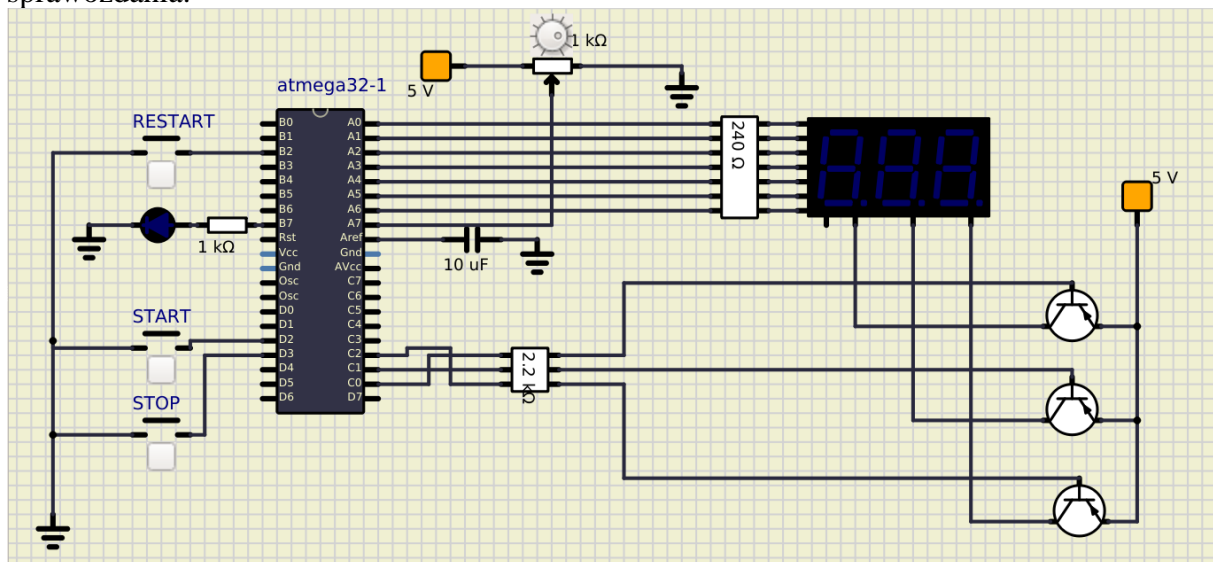 sprawozdania.
1 kΩ
5 V
atmega32-1
RESTART
240 Ω
5 V
B0 A0
B1 A1
B2 A2
B3 A3
B4 A4
B5 A5
B6 A6
B7 A7
Rst Aref
Vcc Gnd
Gnd AVcc
Osc C7
Osc C6
D0 C5
D1 C4
D2 C3
D3 C2
D4 C1
D5 C0
D6 D7
1 kΩ
10 uF
START
2.2 kΩ
STOP